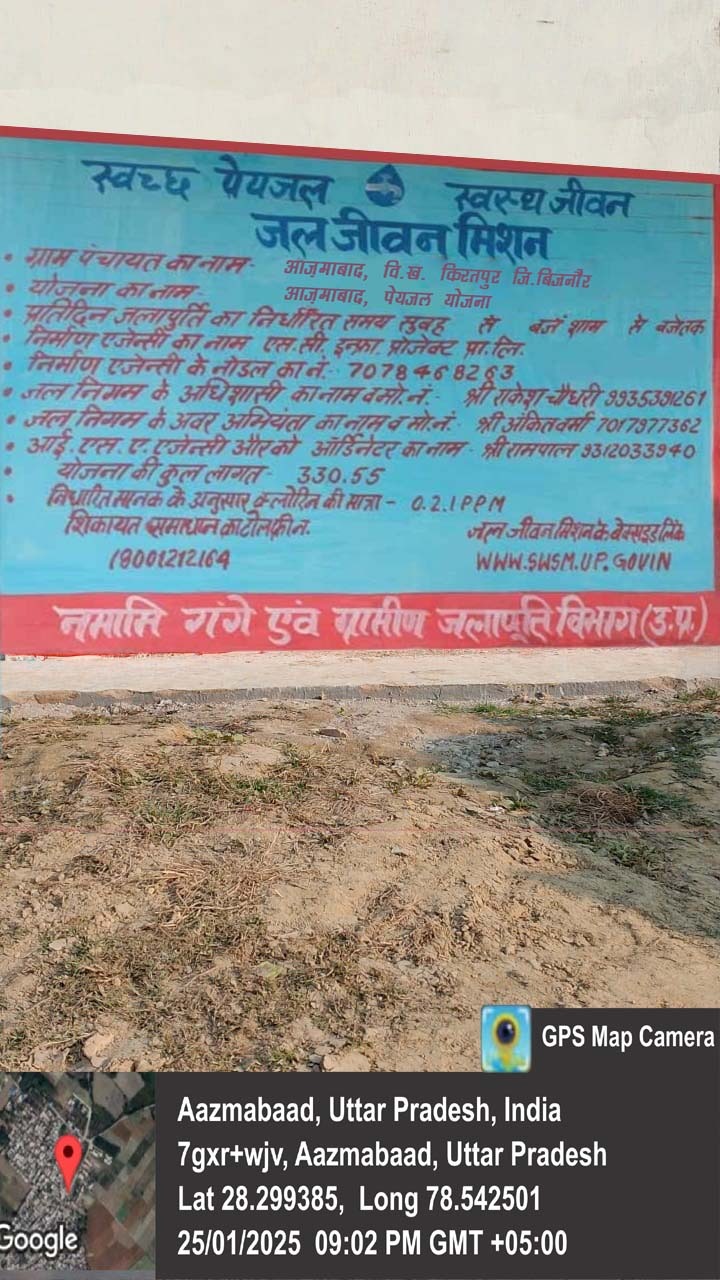 स्वच्छ पेयजल स्वस्थ जीवन
जल जीवन मिशन
• ग्राम पंचायत का नाम- आज़माबाद, वि.ख. किरतपुर जि.बिजनौर
• योजना का नाम- आज़माबाद, पेयजल योजना
• प्रतिदिन जलापुर्ति का निर्धारित समय सुबह से बजे शाम से बजेतक
• निर्माण एजेन्सी का नाम एस.सी. इन्फ्रा प्रोजेक्ट प्रा.लि.
• निर्माण एजेन्सी के नोडल का नं. - 7078468263
• जल निगम के अधिशासी का नाम व मो.नं.- श्री राकेश चौधरी 9935391261
• जल निगम के अवर अभियंता का नाम व मो.नं.- श्री अंकित वर्मा 7017977362
• आई.एस.ए.एजेन्सी और को ऑर्डिनेटर का नाम- श्री रामपाल 9312033940
• योजना की कुल लागत- 330.55
• निर्धारित मानक के अनुसार क्लोरिन की मात्रा - 0.2.1PPM
शिकायत समाधान का टोल फ्री नं. जल जीवन मिशन के वेबसाइड लिंक
18001212164 WWW.SWSM.UP.GOVIN
नमामि गंगे एवं ग्रामीण जलापूर्ति विभाग (उ.प्र.)
GPS Map Camera
Aazmabaad, Uttar Pradesh, India
7gxr+wjv, Aazmabaad, Uttar Pradesh
Lat 28.299385, Long 78.542501
25/01/2025 09:02 PM GMT +05:00
Google